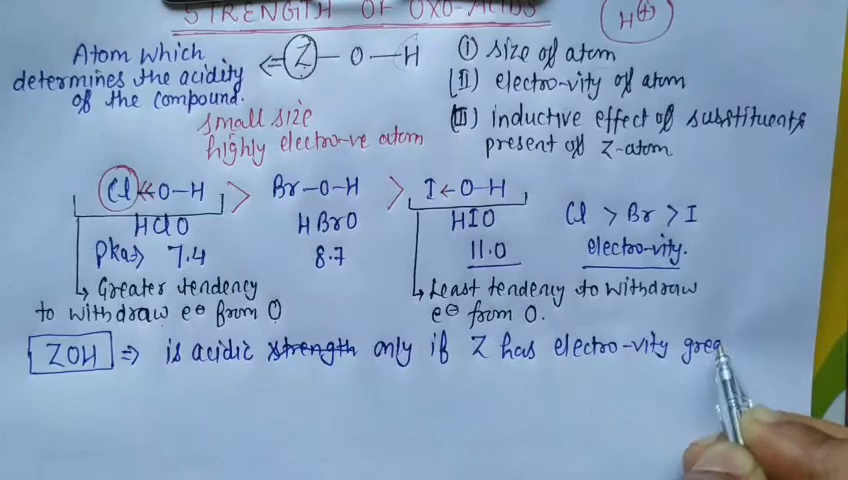 STRENGTH OF OXO-ACIDS
H⊕
Atom which
determines the acidity
of the compound.
⇐ Z — O — H
small size
highly electro-ve atom
(I) size of atom
(II) electro-vity of atom
(III) inductive effect of substituents
present of Z-atom
Cl ↞ O-H > Br-O-H > I ← O-H
HClO HBrO HIO
Pka⇒ 7.4 8.7 11.0
Cl > Br > I
electro-vity.
↳ Greater tendency
to withdraw e⊖ from O
↳ Least tendency to withdraw
e⊖ from O.
ZOH ⇒ is acidic strength only if Z has electro-vity grea